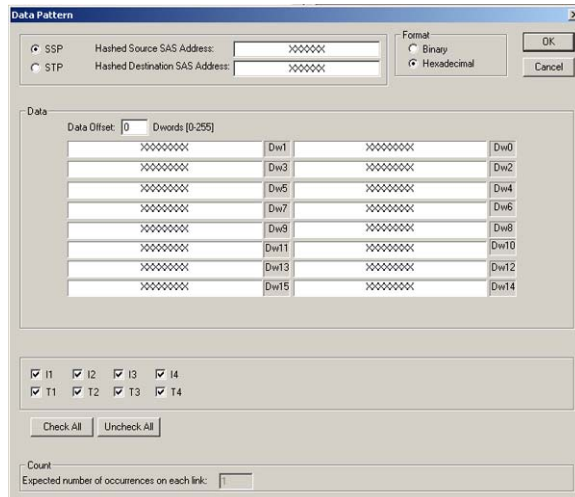 Data Pattern
SSP Hashed Source SAS Address: XXXXXX
STP Hashed Destination SAS Address: XXXXXX
Format
Binary
Hexadecimal
OK
Cancel
Data
Data Offset: 0 Dwords [0-255]
XXXXXXXX Dw1 XXXXXXXX Dw0
XXXXXXXX Dw3 XXXXXXXX Dw2
XXXXXXXX Dw5 XXXXXXXX Dw4
XXXXXXXX Dw7 XXXXXXXX Dw6
XXXXXXXX Dw9 XXXXXXXX Dw8
XXXXXXXX Dw11 XXXXXXXX Dw10
XXXXXXXX Dw13 XXXXXXXX Dw12
XXXXXXXX Dw15 XXXXXXXX Dw14
I1 I2 I3 I4
T1 T2 T3 T4
Check All Uncheck All
Count
Expected number of occurrences on each link: 1